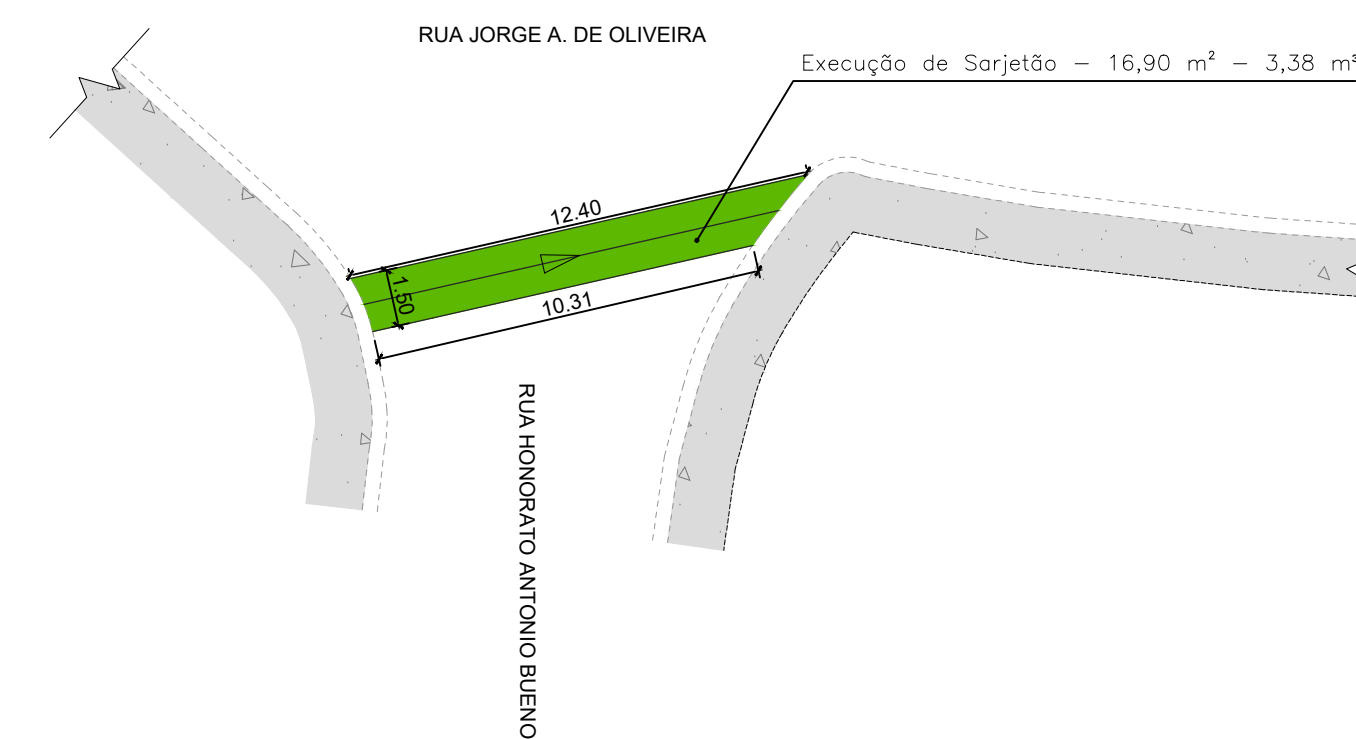 RUA JORGE A. DE OLIVEIRA
Execução de Sarjetão – 16,90 m² – 3,38 m³
12.40
1.50
10.31
RUA HONORATO ANTONIO BUENO